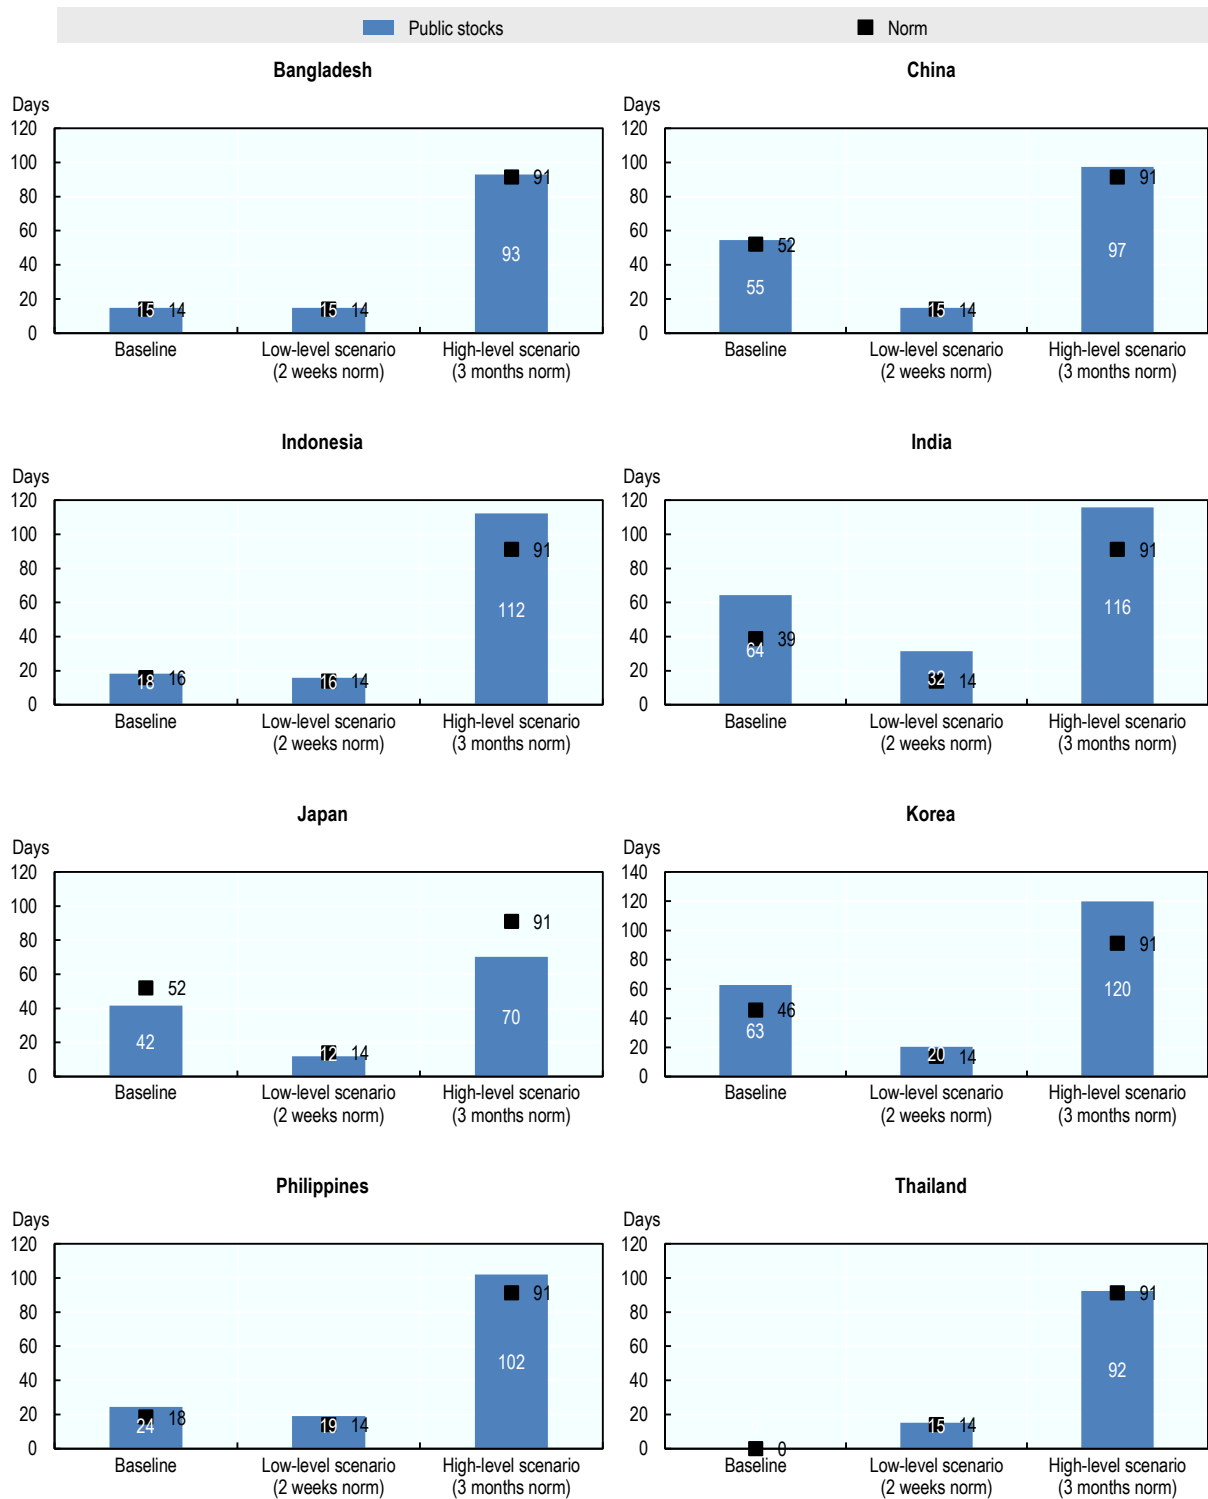 Public stocks Norm
Bangladesh
Days
120
100
80
60
40
20
0
15 14
15 14
91
93
Baseline
Low-level scenario
(2 weeks norm)
High-level scenario
(3 months norm)
China
Days
120
100
80
60
40
20
0
52
55
15 14
91
97
Baseline
Low-level scenario
(2 weeks norm)
High-level scenario
(3 months norm)
Indonesia
Days
120
100
80
60
40
20
0
18 16
16 14
91
112
Baseline
Low-level scenario
(2 weeks norm)
High-level scenario
(3 months norm)
India
Days
120
100
80
60
40
20
0
39
64
32 14
91
116
Baseline
Low-level scenario
(2 weeks norm)
High-level scenario
(3 months norm)
Japan
Days
120
100
80
60
40
20
0
52
42
12 14
91
70
Baseline
Low-level scenario
(2 weeks norm)
High-level scenario
(3 months norm)
Korea
Days
140
120
100
80
60
40
20
0
46
63
20 14
91
120
Baseline
Low-level scenario
(2 weeks norm)
High-level scenario
(3 months norm)
Philippines
Days
120
100
80
60
40
20
0
24 18
19 14
91
102
Baseline
Low-level scenario
(2 weeks norm)
High-level scenario
(3 months norm)
Thailand
Days
120
100
80
60
40
20
0
0
15 14
91
92
Baseline
Low-level scenario
(2 weeks norm)
High-level scenario
(3 months norm)